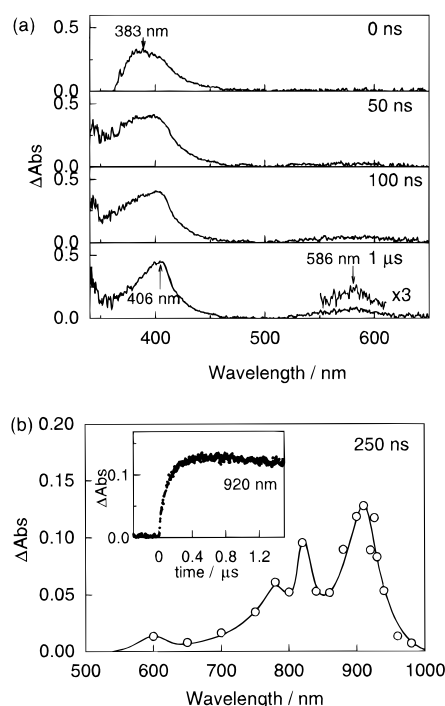 (a)
383 nm
0 ns
0.5
0.0
50 ns
0.5
0.0
100 ns
0.5
0.0
586 nm
1 μs
0.5
406 nm
x3
0.0
ΔAbs
400
500
600
Wavelength / nm
(b)
0.20
250 ns
0.15
0.1
920 nm
0.0
ΔAbs
0 0.4 0.8 1.2
time / μs
0.10
0.05
0.00
ΔAbs
500 600 700 800 900 1000
Wavelength / nm